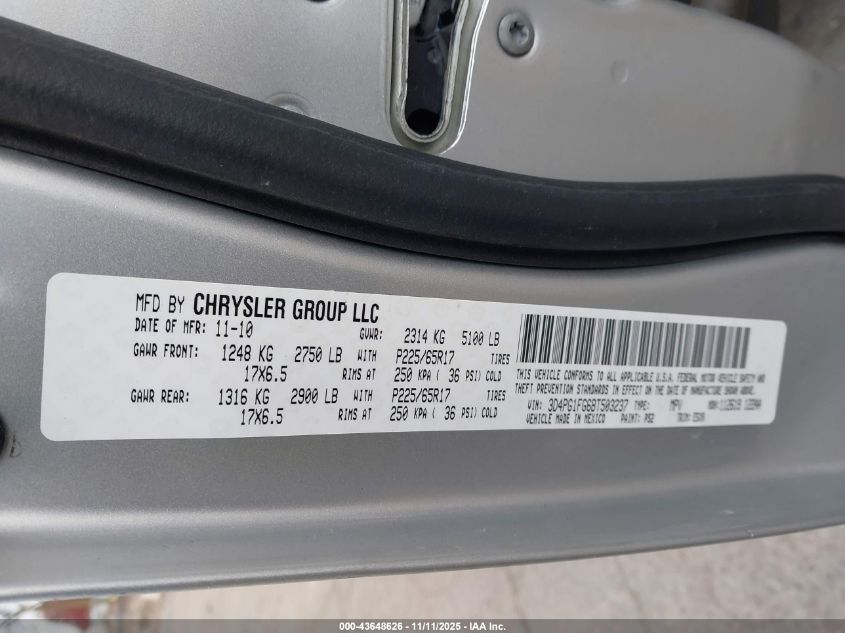 MFD BY CHRYSLER GROUP LLC
DATE OF MFR: 11-10 GVWR: 2314 KG 5100 LB
GAWR FRONT: 1248 KG 2750 LB WITH P225/65R17 TIRES
17X6.5 RIMS AT 250 KPA ( 36 PSI) COLD
GAWR REAR: 1316 KG 2900 LB WITH P225/65R17 TIRES
17X6.5 RIMS AT 250 KPA ( 36 PSI) COLD
THIS VEHICLE CONFORMS TO ALL APPLICABLE U.S.A. FEDERAL MOTOR VEHICLE SAFETY AND
THEFT PREVENTION STANDARDS IN EFFECT ON THE DATE OF MANUFACTURE SHOWN ABOVE.
VIN: 3D4PG1FG6BT503237 TYPE: MPV
VEHICLE MADE IN MEXICO PAINT: PS2 TRIM:
000-43648626 - 11/11/2025 - IAA Inc.